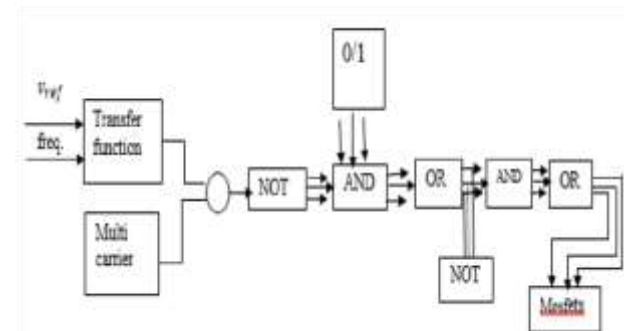 0/1
v_ref
freq.
Transfer
function
NOT
AND
OR
AND
OR
Multi
carrier
NOT
Mosfets